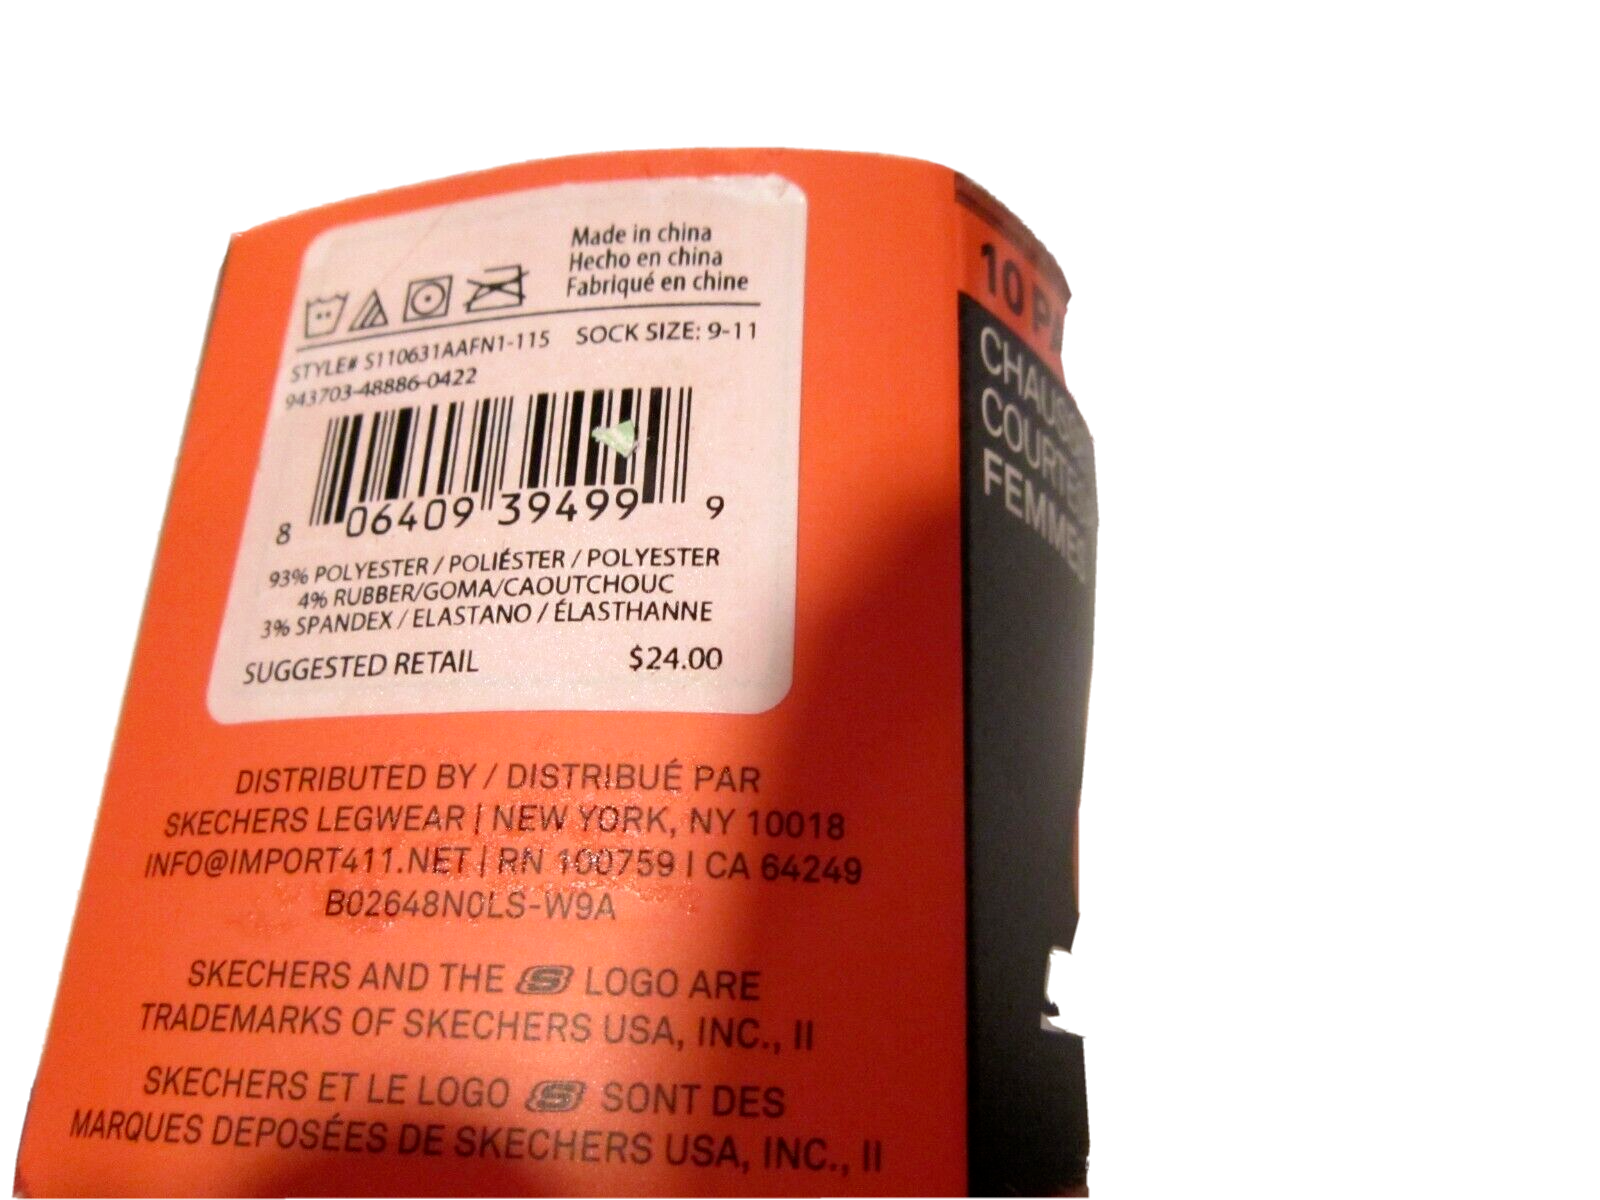 Made in china
Hecho en china
Fabriqué en chine
STYLE# S110631AAFN1-115 SOCK SIZE: 9-11
943703-48886-0422
8 06409 39499 9
93% POLYESTER / POLIÉSTER / POLYESTER
4% RUBBER/GOMA/CAOUTCHOUC
3% SPANDEX / ELASTANO / ÉLASTHANNE
SUGGESTED RETAIL $24.00
DISTRIBUTED BY / DISTRIBUÉ PAR
SKECHERS LEGWEAR | NEW YORK, NY 10018
INFO@IMPORT411.NET | RN 100759 | CA 64249
B02648N0LS-W9A
SKECHERS AND THE S LOGO ARE
TRADEMARKS OF SKECHERS USA, INC., II
SKECHERS ET LE LOGO S SONT DES
MARQUES DEPOSÉES DE SKECHERS USA, INC., II
10
COURTES
FEMMES